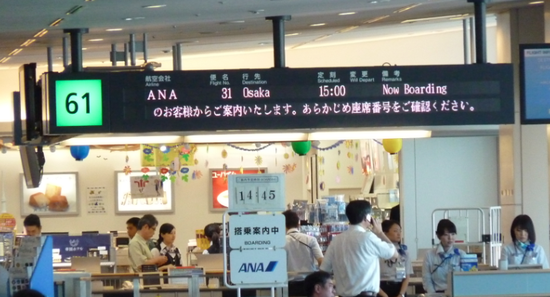 61
航空会社 便名 行先 定刻 変更 備考
Airline Flight No. Destination Scheduled Will Depart Remarks
ANA 31 Osaka 15:00 Now Boarding
のお客様からご案内いたします。あらかじめ座席番号をご確認ください。
14 45
搭乗案内中
BOARDING
ANA